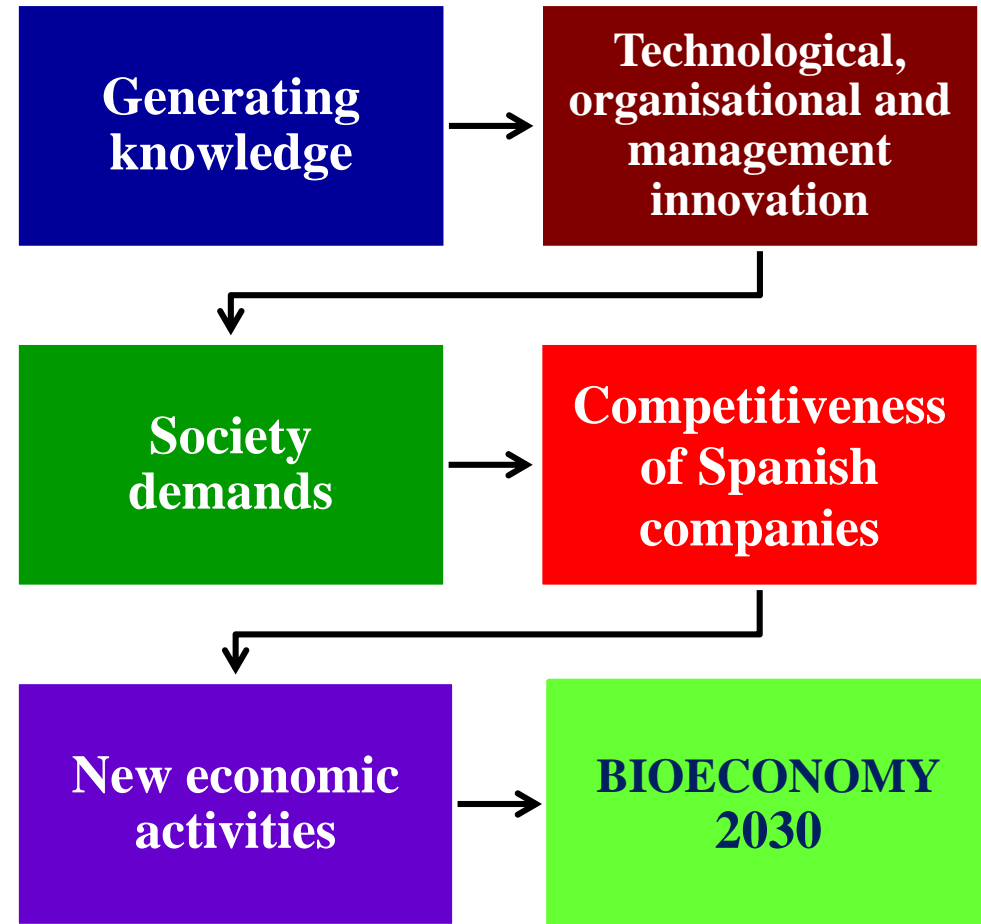 Generating
knowledge
Technological,
organisational and
management
innovation
Society
demands
Competitiveness
of Spanish
companies
New economic
activities
BIOECONOMY
2030